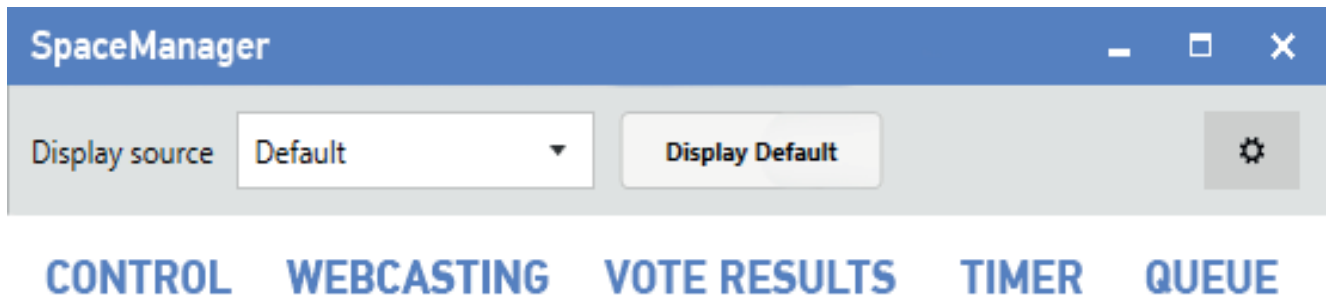 SpaceManager
Display source Default Display Default
CONTROL WEBCASTING VOTE RESULTS TIMER QUEUE